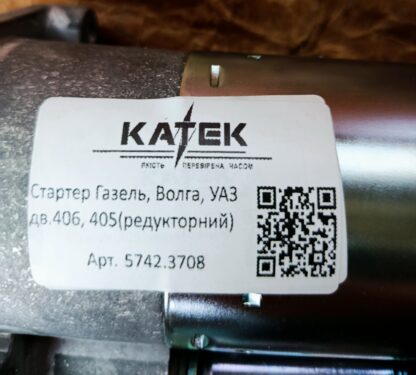 KATEK
ЯКІСТЬ ПЕРЕВІРЕНА ЧАСОМ
Стартер Газель, Волга, УАЗ
дв.406, 405(редукторний)
Арт. 5742.3708